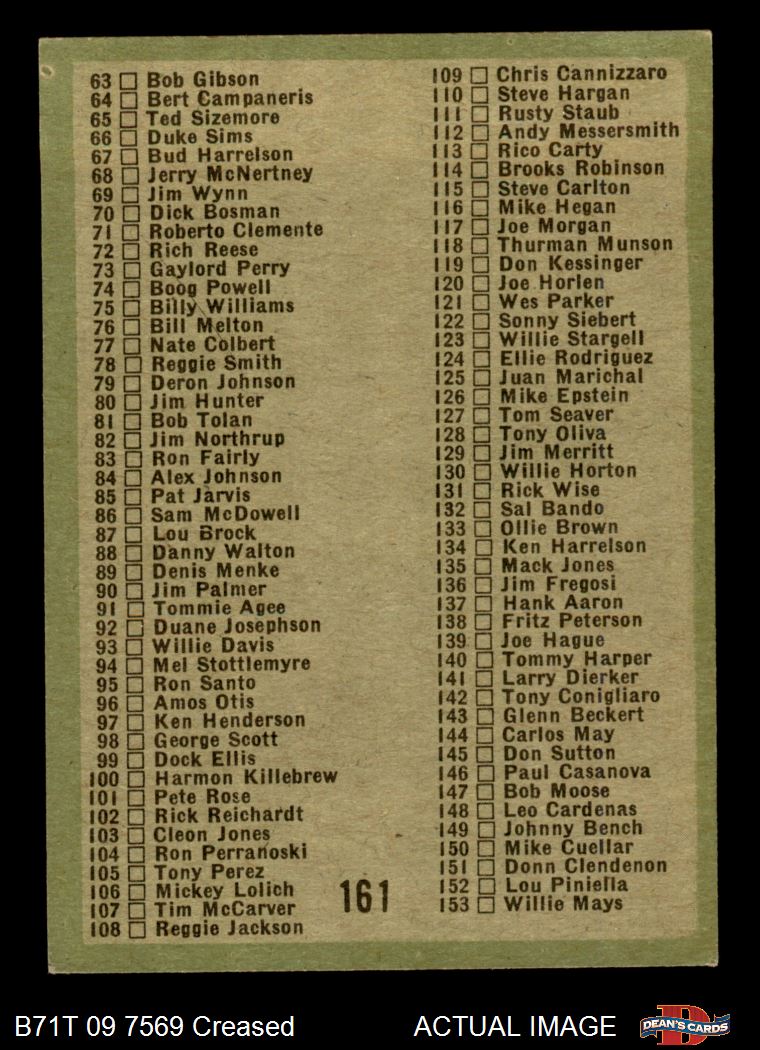 63 Bob Gibson
64 Bert Campaneris
65 Ted Sizemore
66 Duke Sims
67 Bud Harrelson
68 Jerry McNertney
69 Jim Wynn
70 Dick Bosman
71 Roberto Clemente
72 Rich Reese
73 Gaylord Perry
74 Boog Powell
75 Billy Williams
76 Bill Melton
77 Nate Colbert
78 Reggie Smith
79 Deron Johnson
80 Jim Hunter
81 Bob Tolan
82 Jim Northrup
83 Ron Fairly
84 Alex Johnson
85 Pat Jarvis
86 Sam McDowell
87 Lou Brock
88 Danny Walton
89 Denis Menke
90 Jim Palmer
91 Tommie Agee
92 Duane Josephson
93 Willie Davis
94 Mel Stottlemyre
95 Ron Santo
96 Amos Otis
97 Ken Henderson
98 George Scott
99 Dock Ellis
100 Harmon Killebrew
101 Pete Rose
102 Rick Reichardt
103 Cleon Jones
104 Ron Perranoski
105 Tony Perez
106 Mickey Lolich
107 Tim McCarver
108 Reggie Jackson
161
109 Chris Cannizzaro
110 Steve Hargan
111 Rusty Staub
112 Andy Messersmith
113 Rico Carty
114 Brooks Robinson
115 Steve Carlton
116 Mike Hegan
117 Joe Morgan
118 Thurman Munson
119 Don Kessinger
120 Joe Horlen
121 Wes Parker
122 Sonny Siebert
123 Willie Stargell
124 Ellie Rodriguez
125 Juan Marichal
126 Mike Epstein
127 Tom Seaver
128 Tony Oliva
129 Jim Merritt
130 Willie Horton
131 Rick Wise
132 Sal Bando
133 Ollie Brown
134 Ken Harrelson
135 Mack Jones
136 Jim Fregosi
137 Hank Aaron
138 Fritz Peterson
139 Joe Hague
140 Tommy Harper
141 Larry Dierker
142 Tony Conigliaro
143 Glenn Beckert
144 Carlos May
145 Don Sutton
146 Paul Casanova
147 Bob Moose
148 Leo Cardenas
149 Johnny Bench
150 Mike Cuellar
151 Donn Clendenon
152 Lou Piniella
153 Willie Mays
B71T 09 7569 Creased
ACTUAL IMAGE
D
DEAN'S CARDS